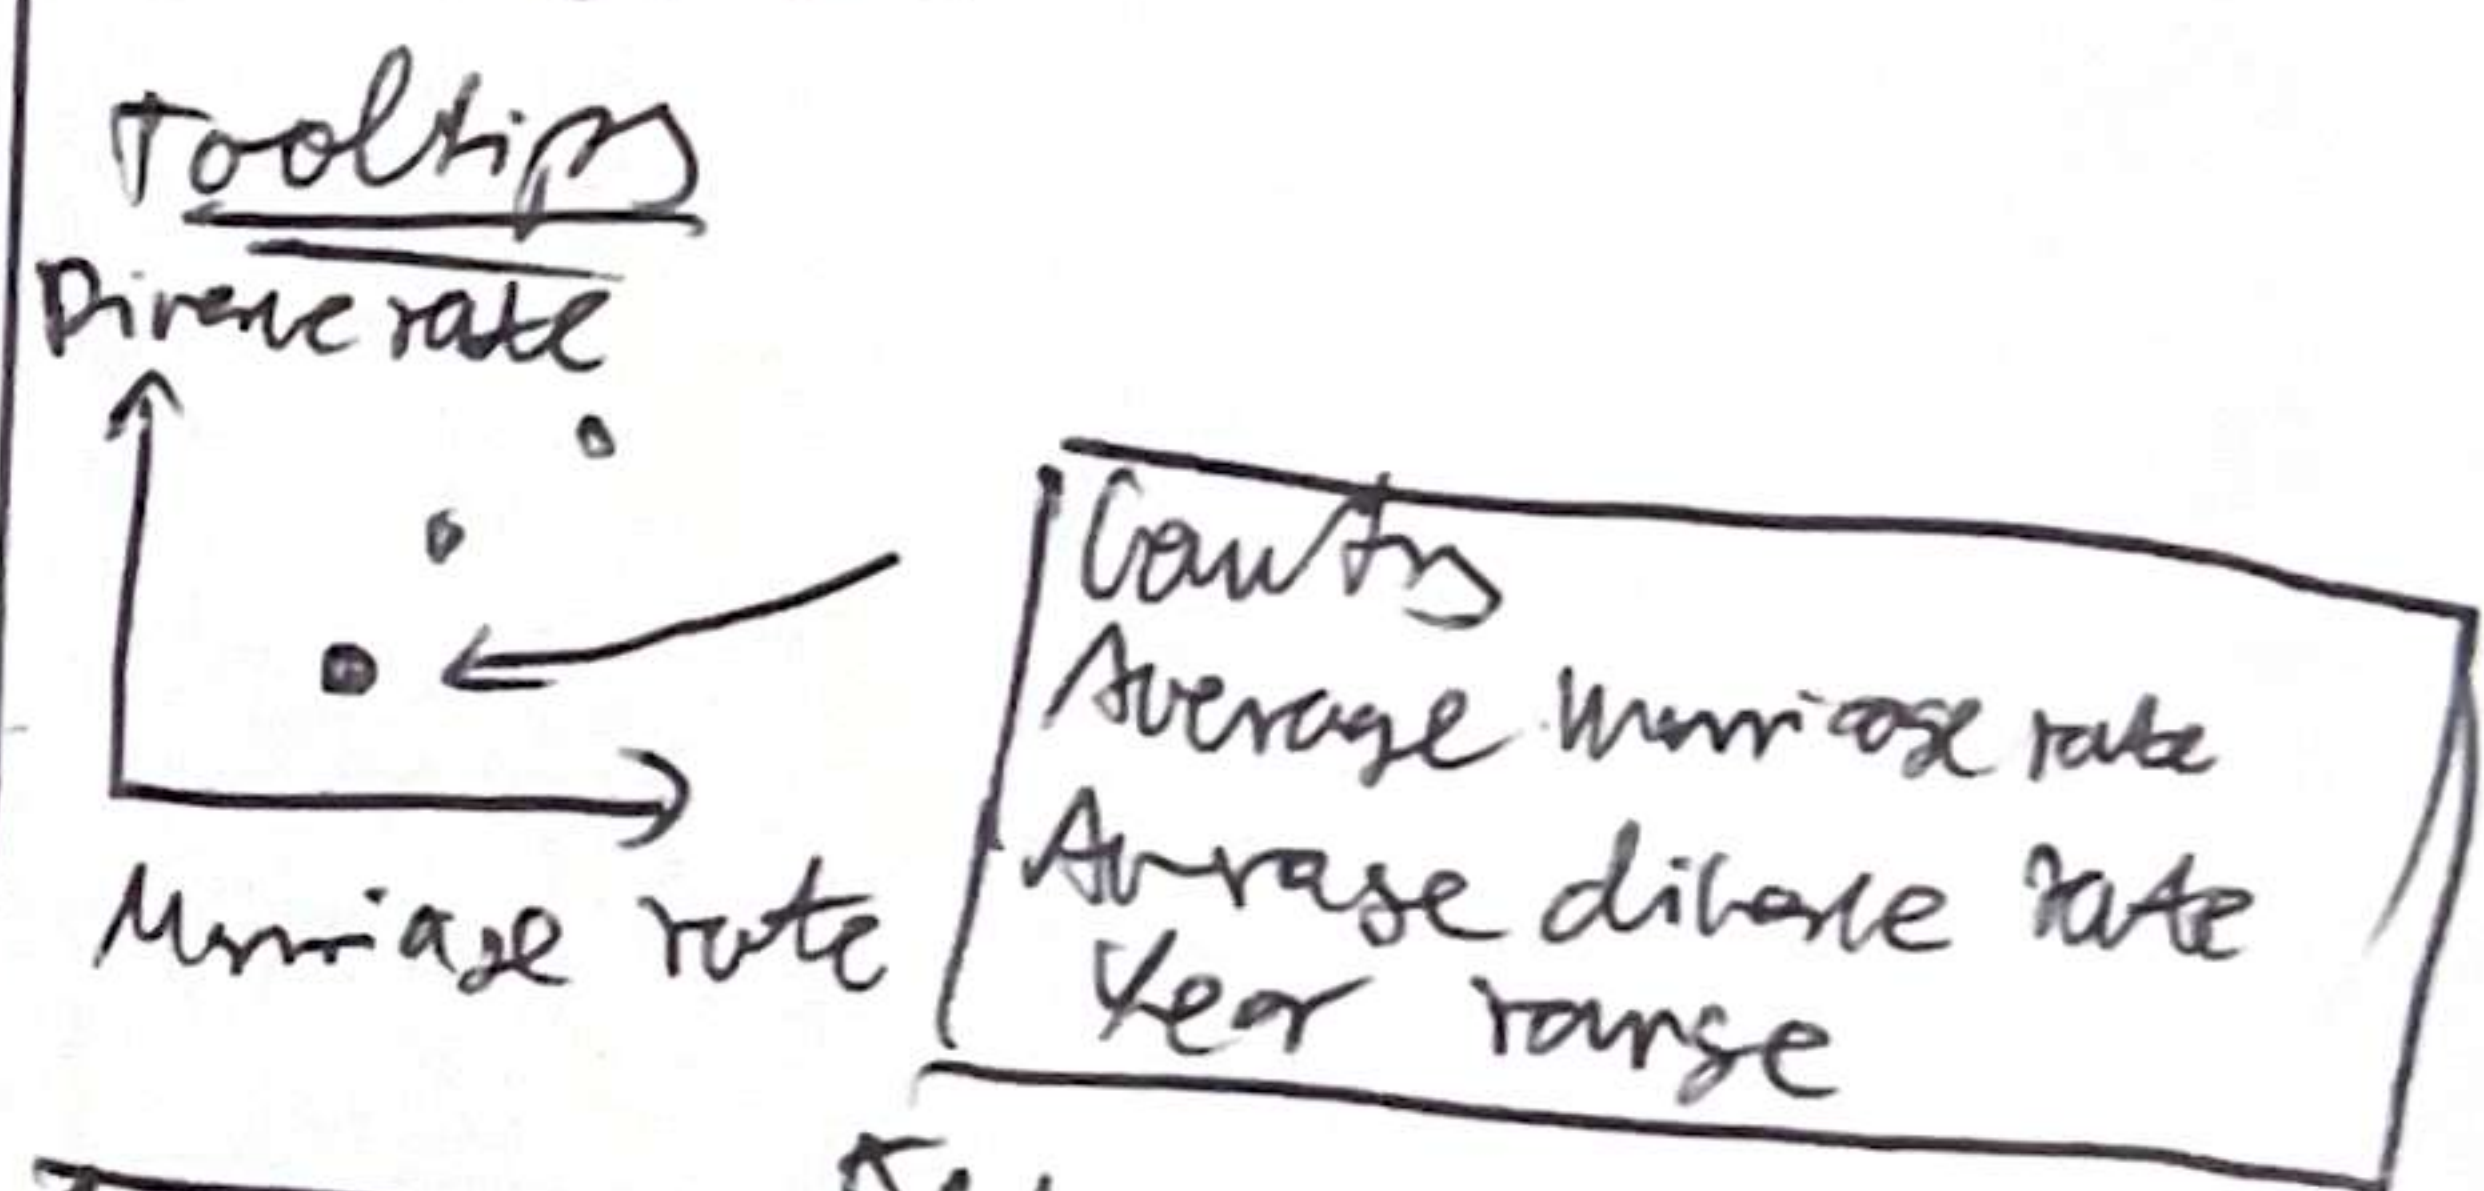 Tooltips
Divorce rate
Country
Average marriage rate
Average divorce rate
Year range
Marriage rate